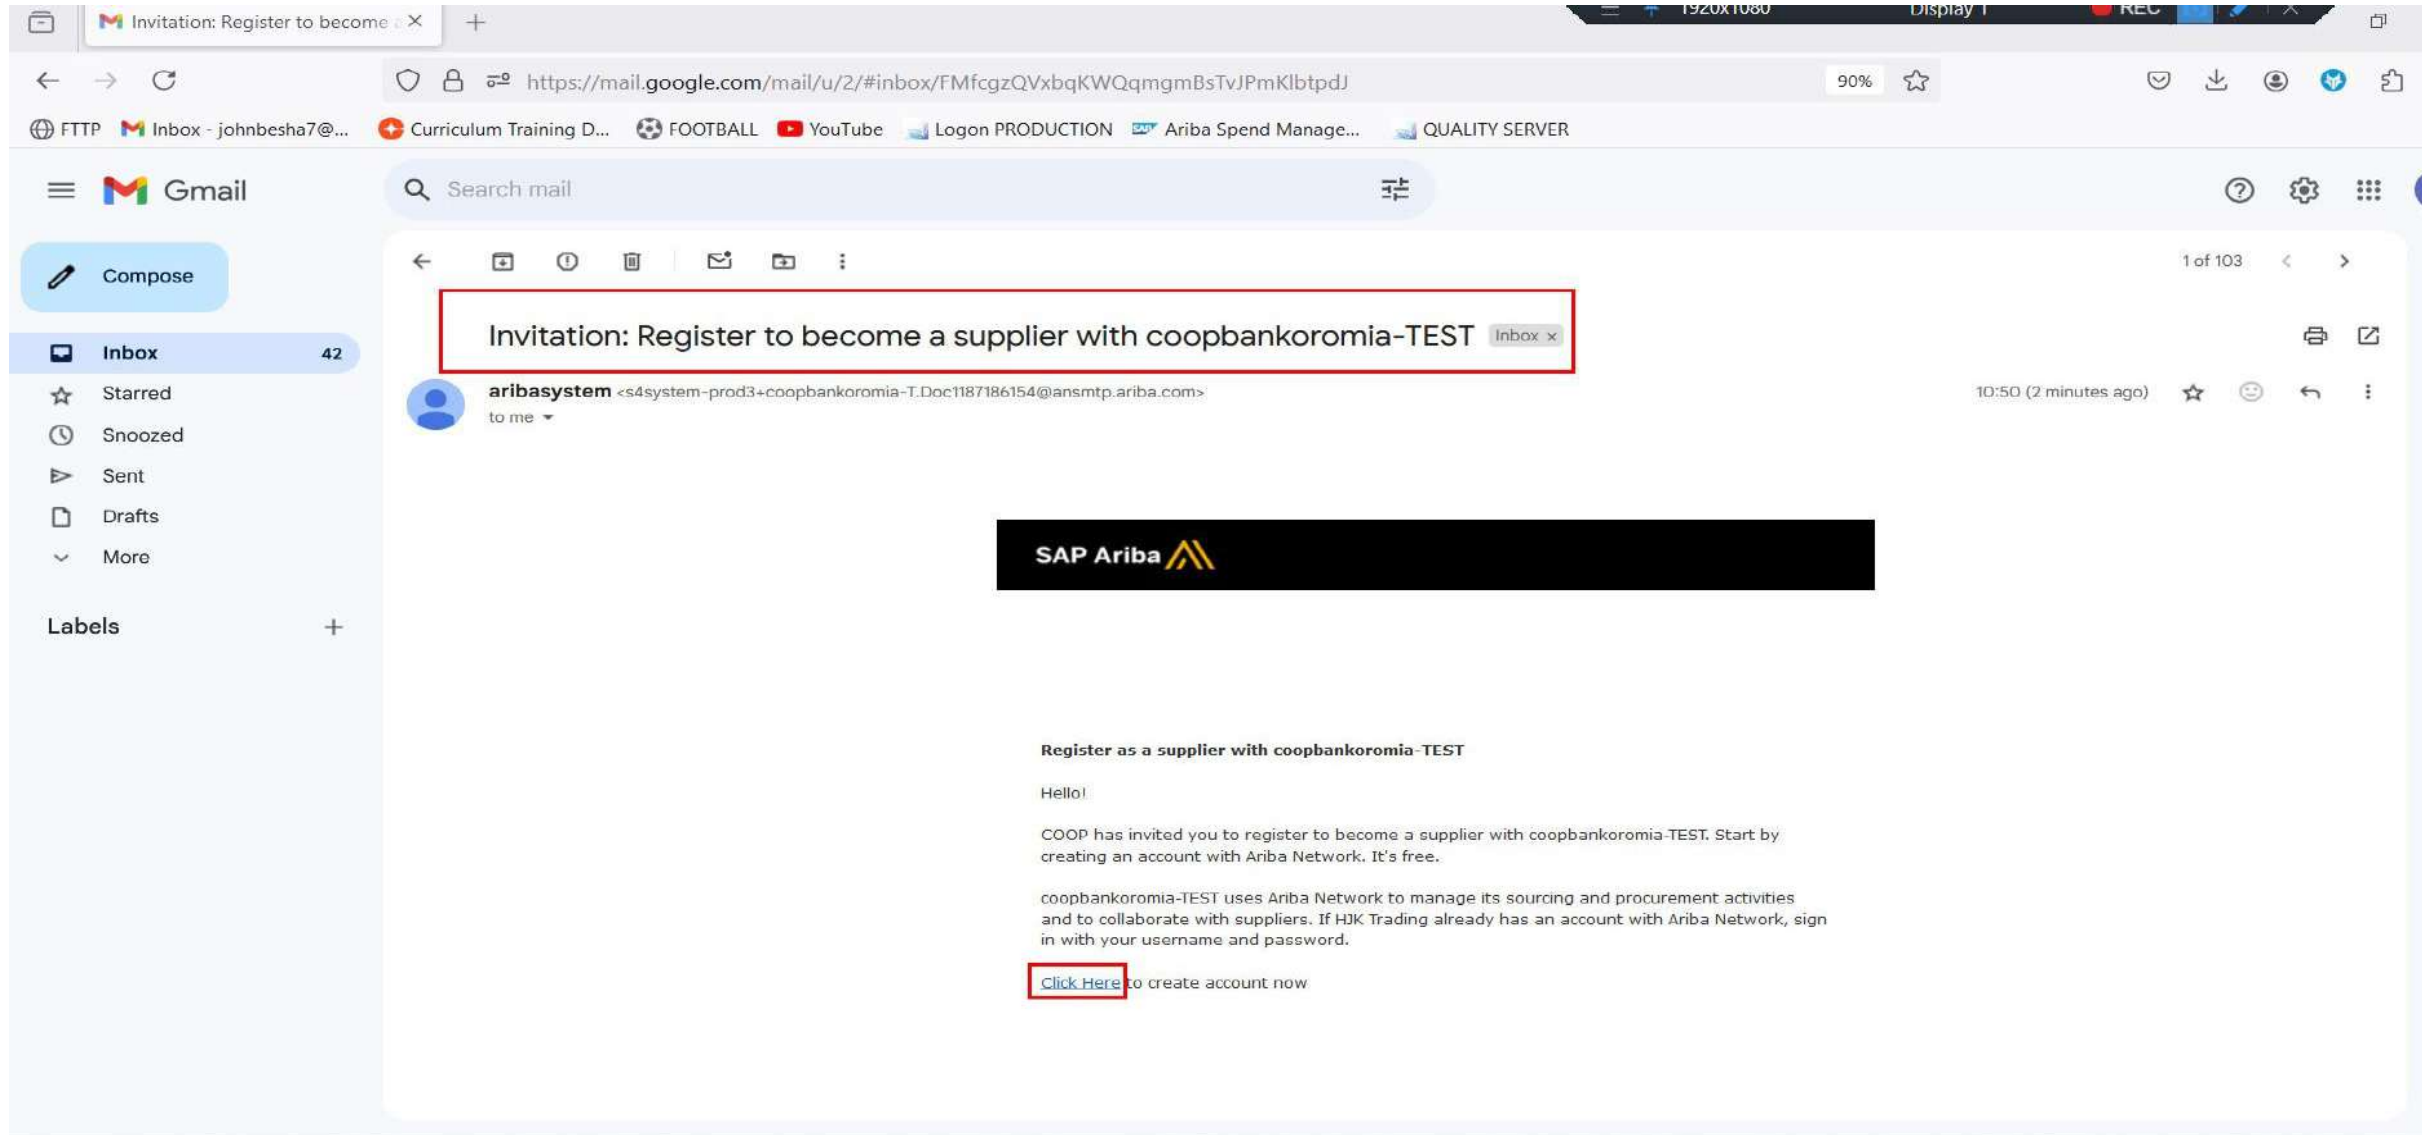 Invitation: Register to become a
1920x1080 Display 1 REC
https://mail.google.com/mail/u/2/#inbox/FMfcgzQVxbqKWQqmgmBsTvJPmKlbtpdJ 90%
FTTP Inbox - johnbesha7@... Curriculum Training D... FOOTBALL YouTube Logon PRODUCTION Ariba Spend Manage... QUALITY SERVER
Gmail
Search mail
Compose
1 of 103
Invitation: Register to become a supplier with coopbankoromia-TEST Inbox x
Inbox 42
aribasystem <s4system-prod3+coopbankoromia-T.Doc1187186154@ansmtp.ariba.com>
10:50 (2 minutes ago)
to me
Starred
Snoozed
Sent
Drafts
More
Labels
SAP Ariba
Register as a supplier with coopbankoromia-TEST
Hello!
COOP has invited you to register to become a supplier with coopbankoromia-TEST. Start by
creating an account with Ariba Network. It's free.
coopbankoromia-TEST uses Ariba Network to manage its sourcing and procurement activities
and to collaborate with suppliers. If HJK Trading already has an account with Ariba Network, sign
in with your username and password.
Click Here to create account now